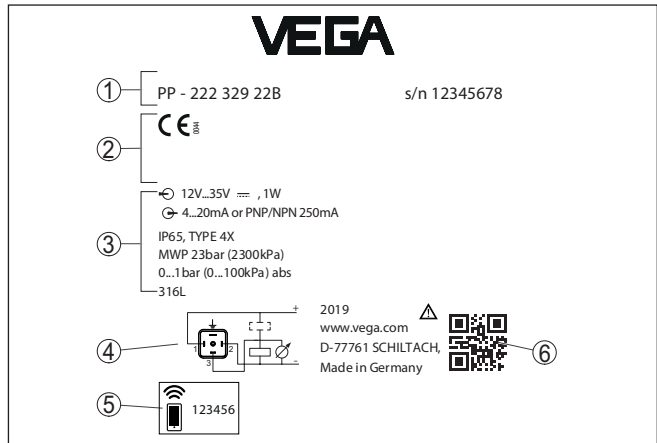 VEGA
1 PP - 222 329 22B s/n 12345678
2 CE 0044
3 12V...35V ⎓ , 1W
4...20mA or PNP/NPN 250mA
IP65, TYPE 4X
MWP 23bar (2300kPa)
0...1bar (0...100kPa) abs
316L
4 1 2 3 + -
2019
www.vega.com
D-77761 SCHILTACH,
Made in Germany
6
5 123456